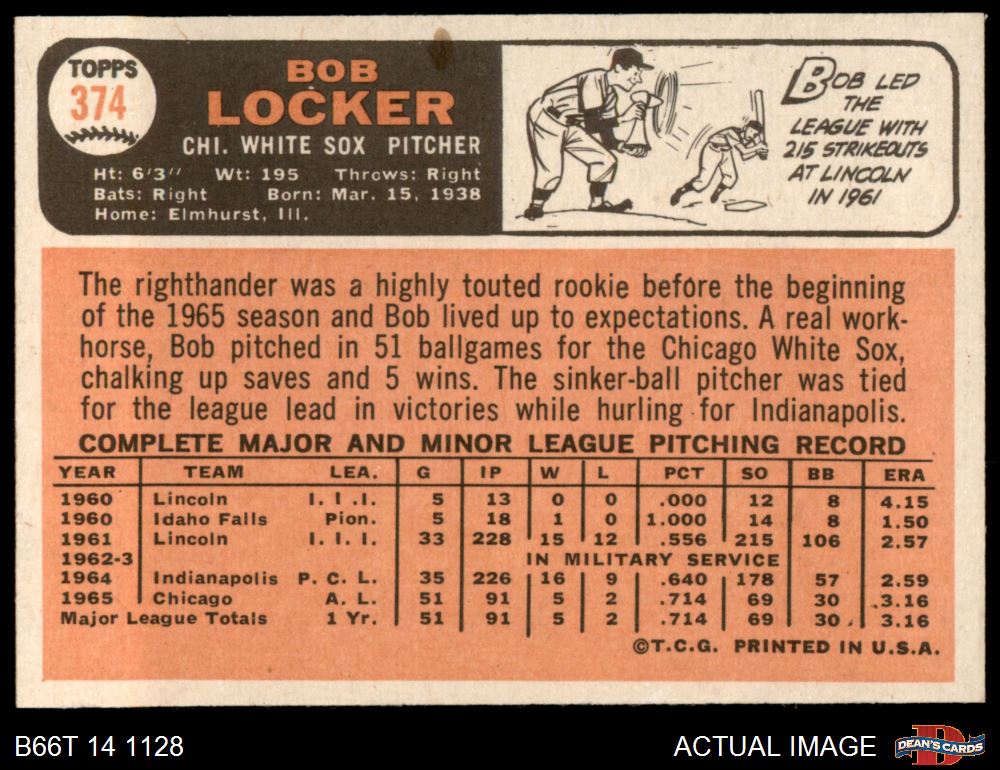 TOPPS
374
BOB
LOCKER
CHI. WHITE SOX PITCHER
Ht: 6'3" Wt: 195 Throws: Right
Bats: Right Born: Mar. 15, 1938
Home: Elmhurst, Ill.
BOB LED
THE
LEAGUE WITH
215 STRIKEOUTS
AT LINCOLN
IN 1961
The righthander was a highly touted rookie before the beginning
of the 1965 season and Bob lived up to expectations. A real work-
horse, Bob pitched in 51 ballgames for the Chicago White Sox,
chalking up saves and 5 wins. The sinker-ball pitcher was tied
for the league lead in victories while hurling for Indianapolis.
COMPLETE MAJOR AND MINOR LEAGUE PITCHING RECORD
YEAR TEAM LEA. G IP W L PCT SO BB ERA
1960 Lincoln I. I .I. 5 13 0 0 .000 12 8 4.15
1960 Idaho Falls Pion. 5 18 1 0 1.000 14 8 1.50
1961 Lincoln I. I. I. 33 228 15 12 .556 215 106 2.57
1962-3 IN MILITARY SERVICE
1964 Indianapolis P. C. L. 35 226 16 9 .640 178 57 2.59
1965 Chicago A. L. 51 91 5 2 .714 69 30 3.16
Major League Totals 1 Yr. 51 91 5 2 .714 69 30 3.16
©T.C.G. PRINTED IN U.S.A.
B66T 14 1128
ACTUAL IMAGE
D
DEAN'S CARDS